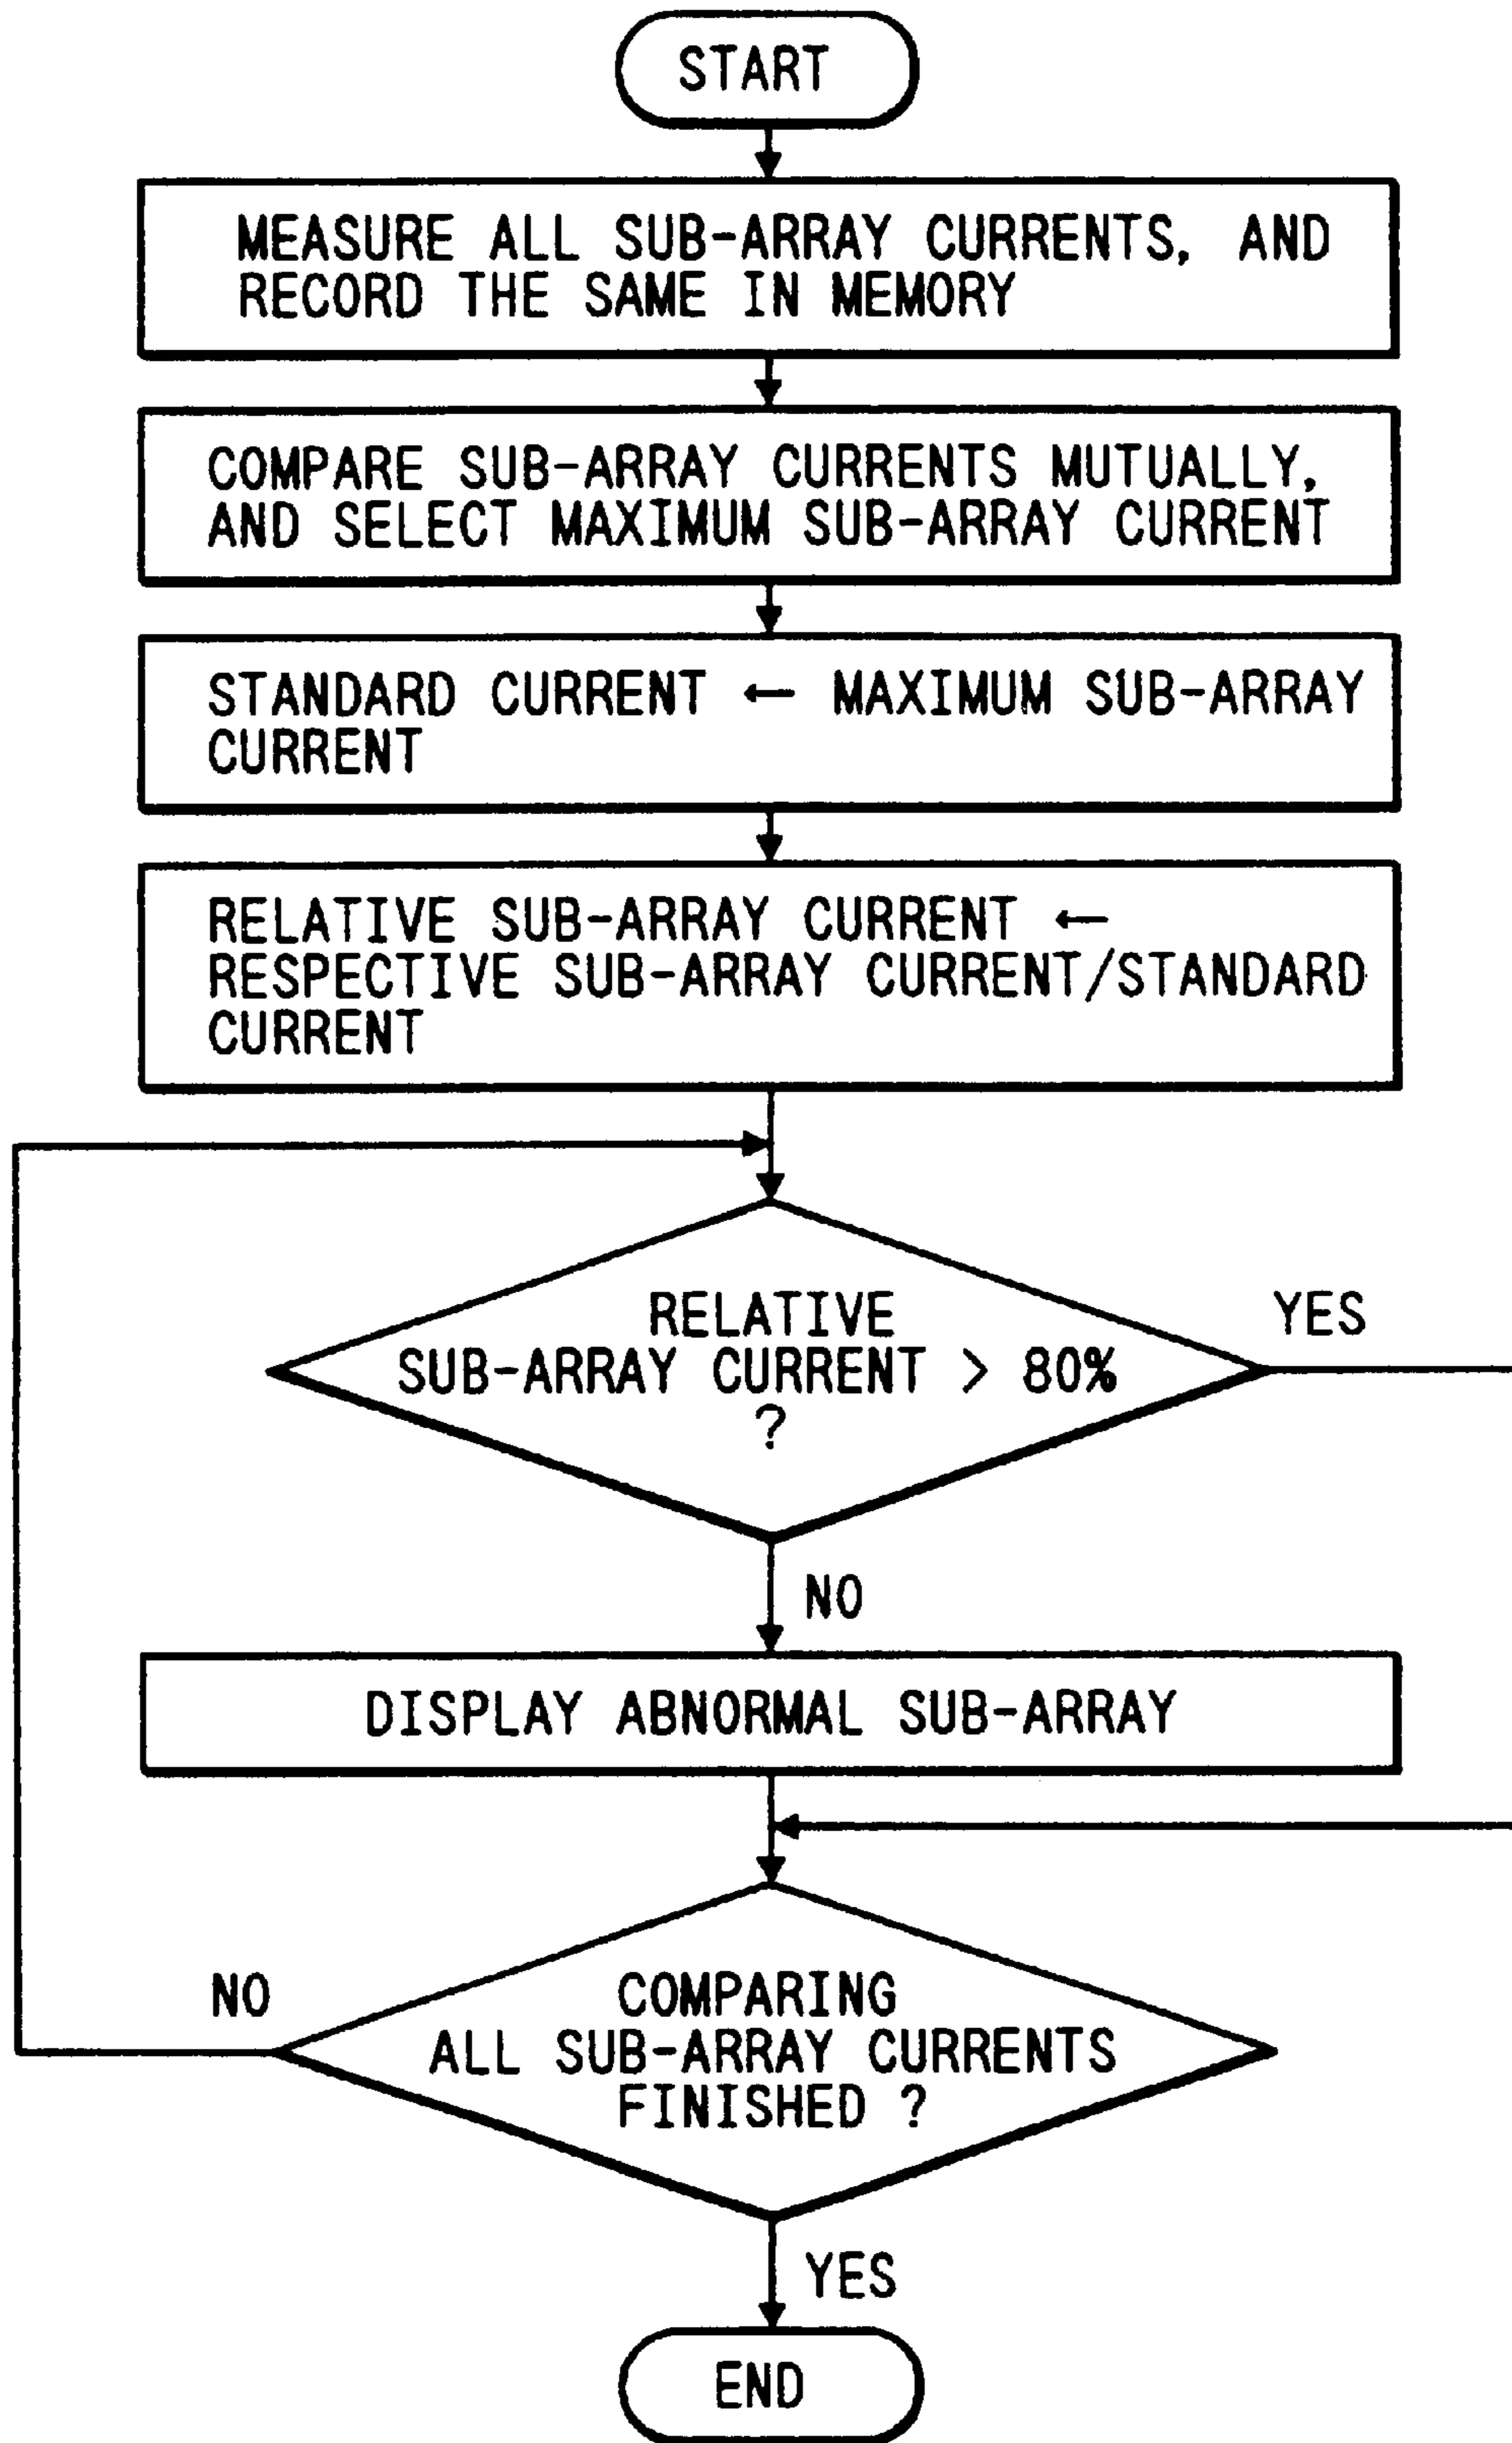 START
MEASURE ALL SUB-ARRAY CURRENTS, AND
RECORD THE SAME IN MEMORY
COMPARE SUB-ARRAY CURRENTS MUTUALLY,
AND SELECT MAXIMUM SUB-ARRAY CURRENT
STANDARD CURRENT ← MAXIMUM SUB-ARRAY
CURRENT
RELATIVE SUB-ARRAY CURRENT ←
RESPECTIVE SUB-ARRAY CURRENT/STANDARD
CURRENT
RELATIVE
SUB-ARRAY CURRENT > 80%
?
YES
NO
DISPLAY ABNORMAL SUB-ARRAY
COMPARING
ALL SUB-ARRAY CURRENTS
FINISHED ?
NO
YES
END